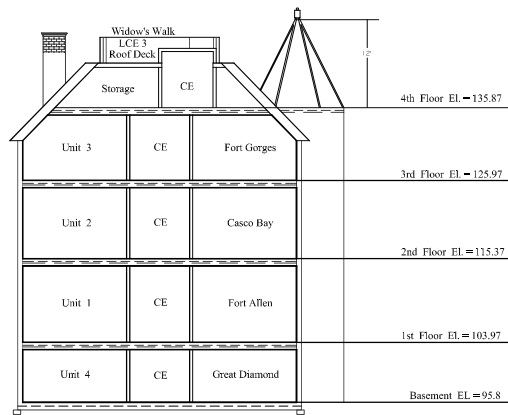 Widow's Walk
LCE 3
Roof Deck
12'
Storage
CE
4th Floor El. = 135.87
Unit 3
CE
Fort Gorges
3rd Floor El. = 125.97
Unit 2
CE
Casco Bay
2nd Floor El. = 115.37
Unit 1
CE
Fort Allen
1st Floor El. = 103.97
Unit 4
CE
Great Diamond
Basement EL = 95.8